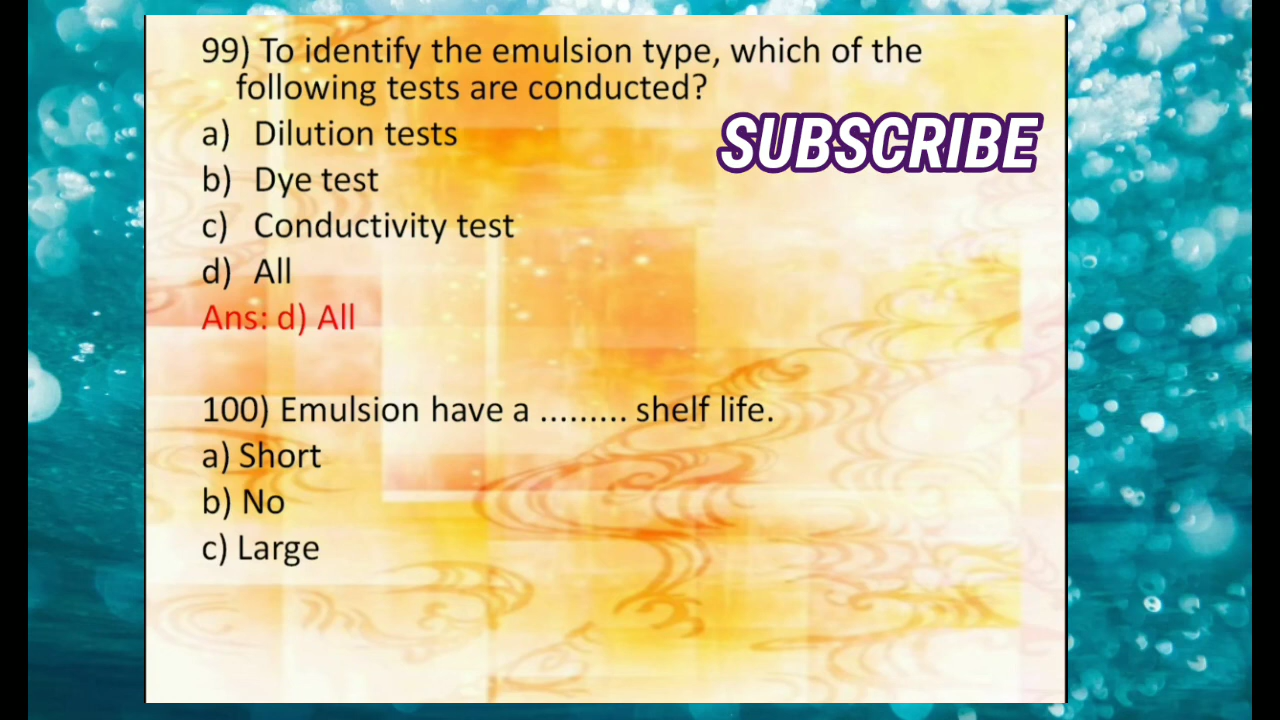 99) To identify the emulsion type, which of the
following tests are conducted?
a) Dilution tests
SUBSCRIBE
b) Dye test
c) Conductivity test
d) All
Ans: d) All
100) Emulsion have a ......... shelf life.
a) Short
b) No
c) Large